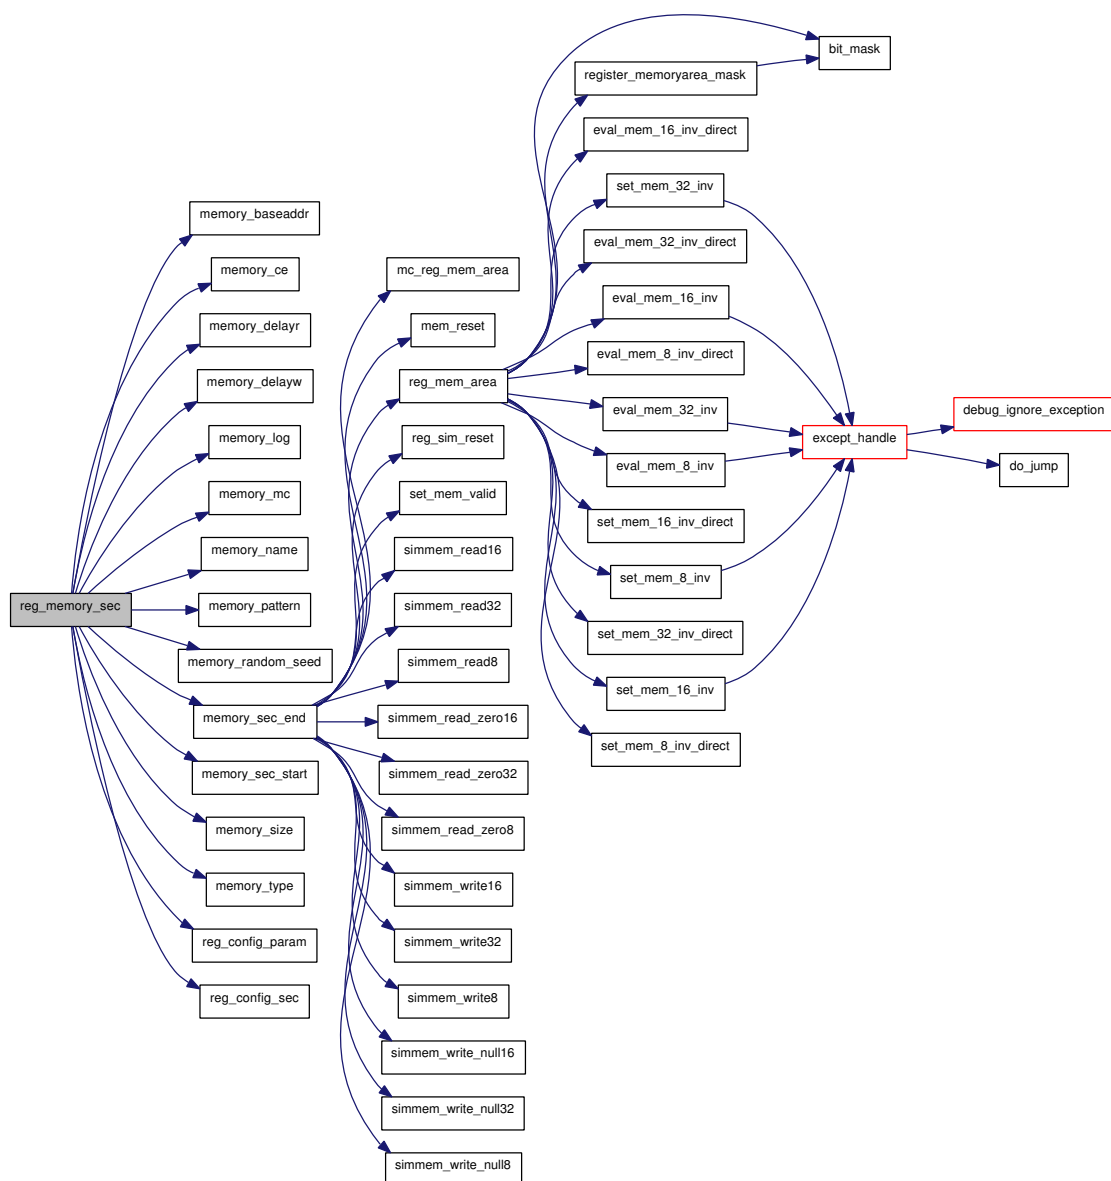 reg_memory_sec
memory_baseaddr
memory_ce
memory_delayr
memory_delayw
memory_log
memory_mc
memory_name
memory_pattern
memory_random_seed
memory_sec_end
memory_sec_start
memory_size
memory_type
reg_config_param
reg_config_sec
mc_reg_mem_area
mem_reset
reg_mem_area
reg_sim_reset
set_mem_valid
simmem_read16
simmem_read32
simmem_read8
simmem_read_zero16
simmem_read_zero32
simmem_read_zero8
simmem_write16
simmem_write32
simmem_write8
simmem_write_null16
simmem_write_null32
simmem_write_null8
register_memoryarea_mask
eval_mem_16_inv_direct
set_mem_32_inv
eval_mem_32_inv_direct
eval_mem_16_inv
eval_mem_8_inv_direct
eval_mem_32_inv
eval_mem_8_inv
set_mem_16_inv_direct
set_mem_8_inv
set_mem_32_inv_direct
set_mem_16_inv
set_mem_8_inv_direct
bit_mask
except_handle
debug_ignore_exception
do_jump